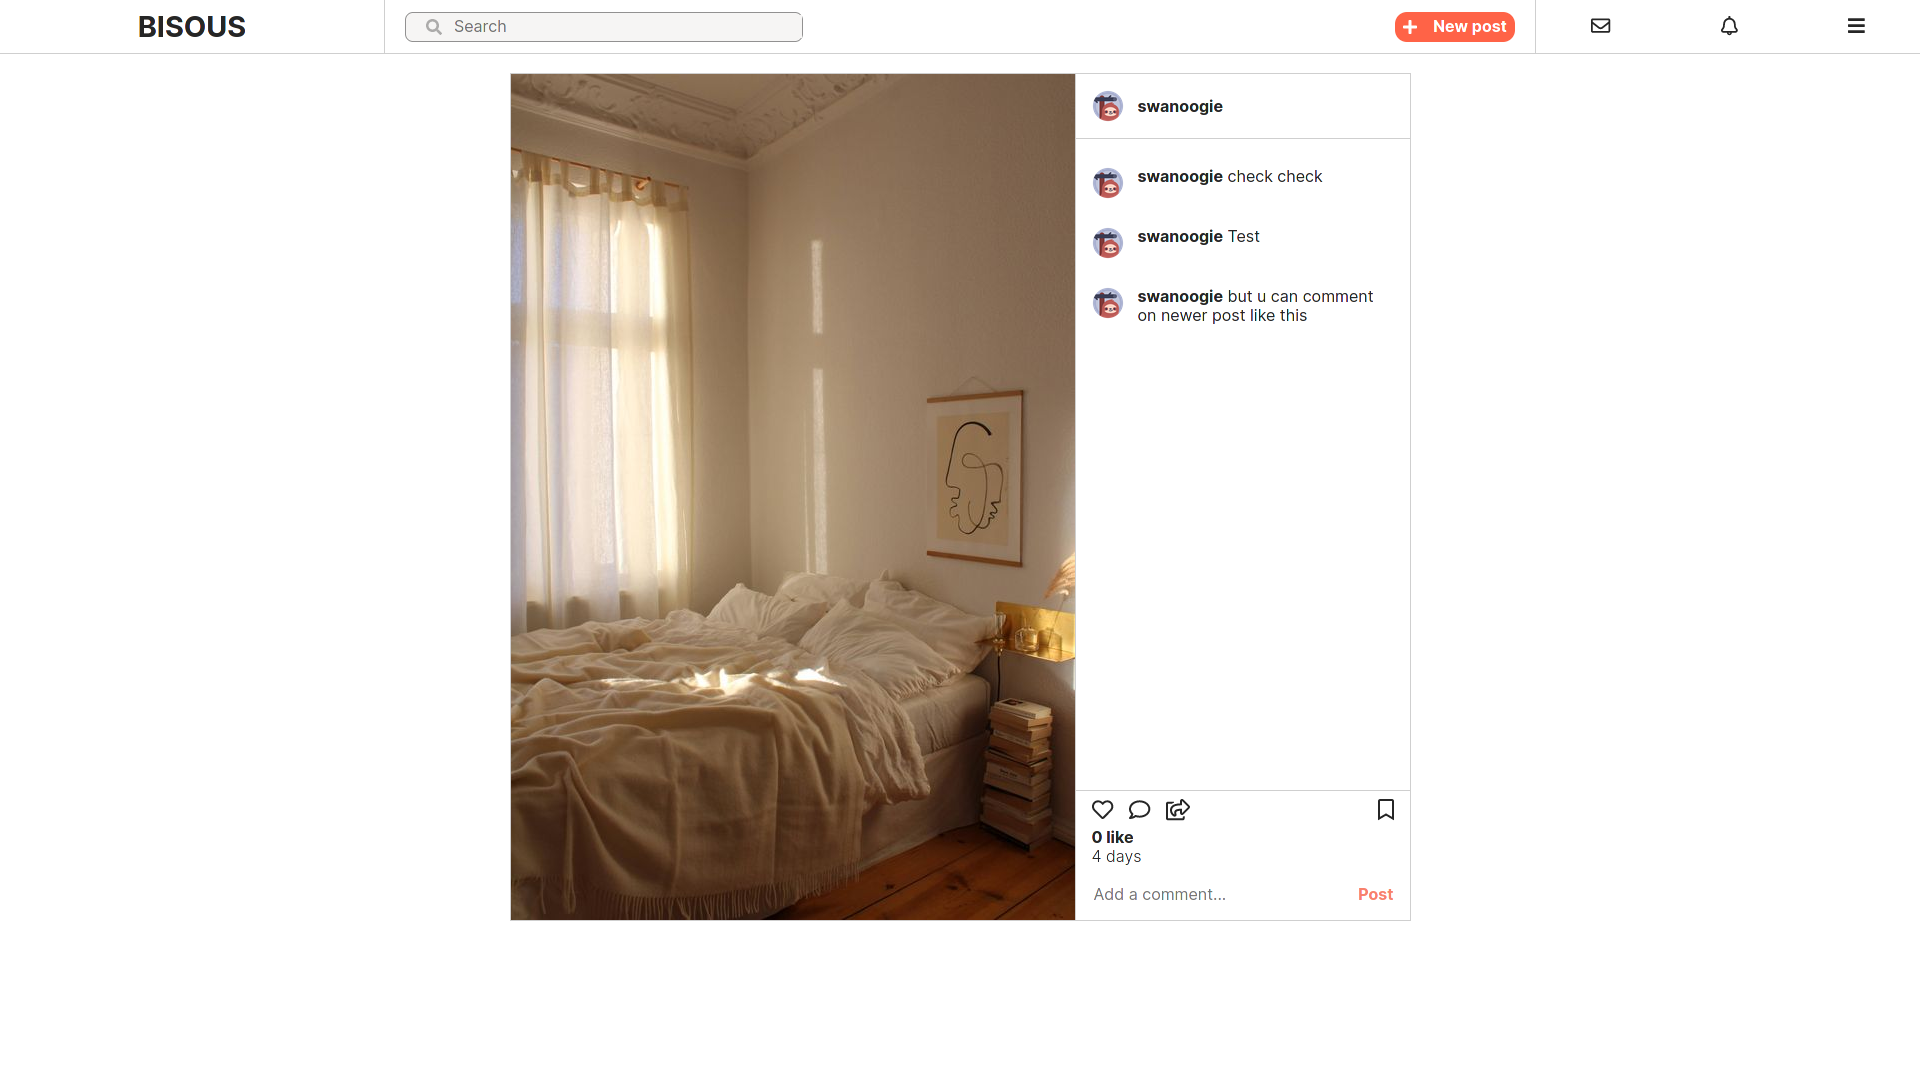 BISOUS
Search
New post
swanoogie
swanoogie check check
swanoogie Test
swanoogie but u can comment
on newer post like this
0 like
4 days
Add a comment...
Post